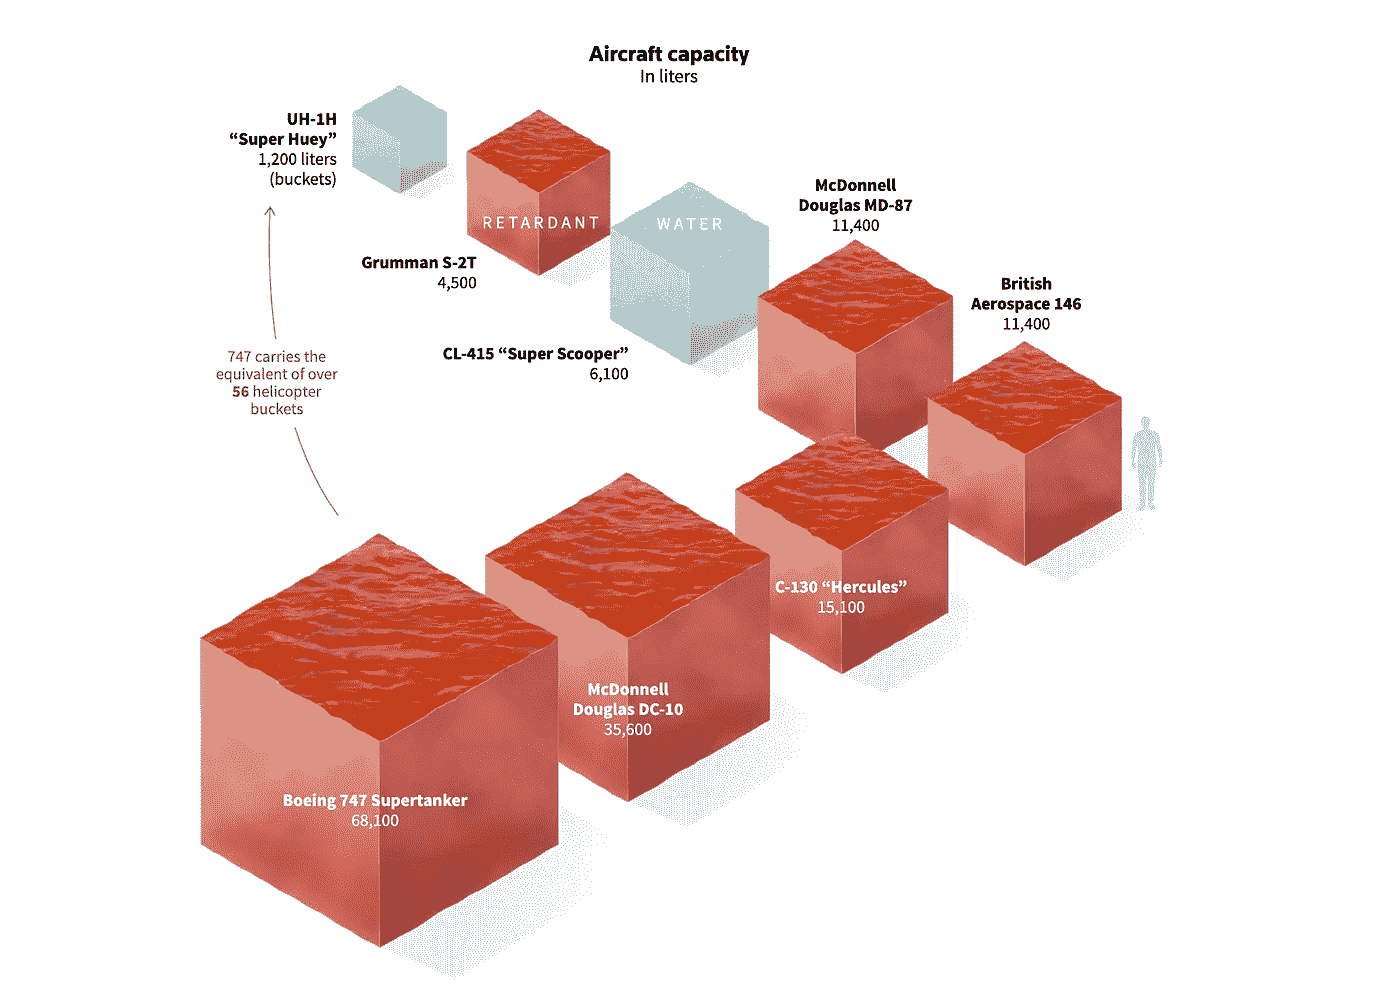 Aircraft capacity
In liters
UH-1H
“Super Huey”
1,200 liters
(buckets)
RETARDANT
Grumman S-2T
4,500
WATER
CL-415 “Super Scooper”
6,100
McDonnell
Douglas MD-87
11,400
British
Aerospace 146
11,400
747 carries the
equivalent of over
56 helicopter
buckets
C-130 “Hercules”
15,100
McDonnell
Douglas DC-10
35,600
Boeing 747 Supertanker
68,100